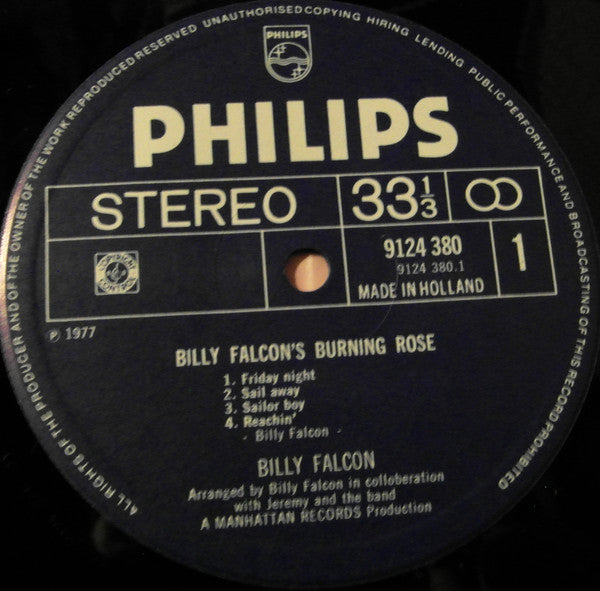 ALL RIGHTS OF THE PRODUCER AND OF THE OWNER OF THE WORK REPRODUCED RESERVED UNAUTHORISED COPYING HIRING LENDING PUBLIC PERFORMANCE AND BROADCASTING OF THIS RECORD PROHIBITED
PHILIPS
PHILIPS
STEREO 33 1/3
9124 380 1
9124 380.1
MADE IN HOLLAND
℗ 1977
BILLY FALCON'S BURNING ROSE
1. Friday night
2. Sail away
3. Sailor boy
4. Reachin'
- Billy Falcon -
BILLY FALCON
Arranged by Billy Falcon in colloberation
with Jeremy and the band
A MANHATTAN RECORDS Production